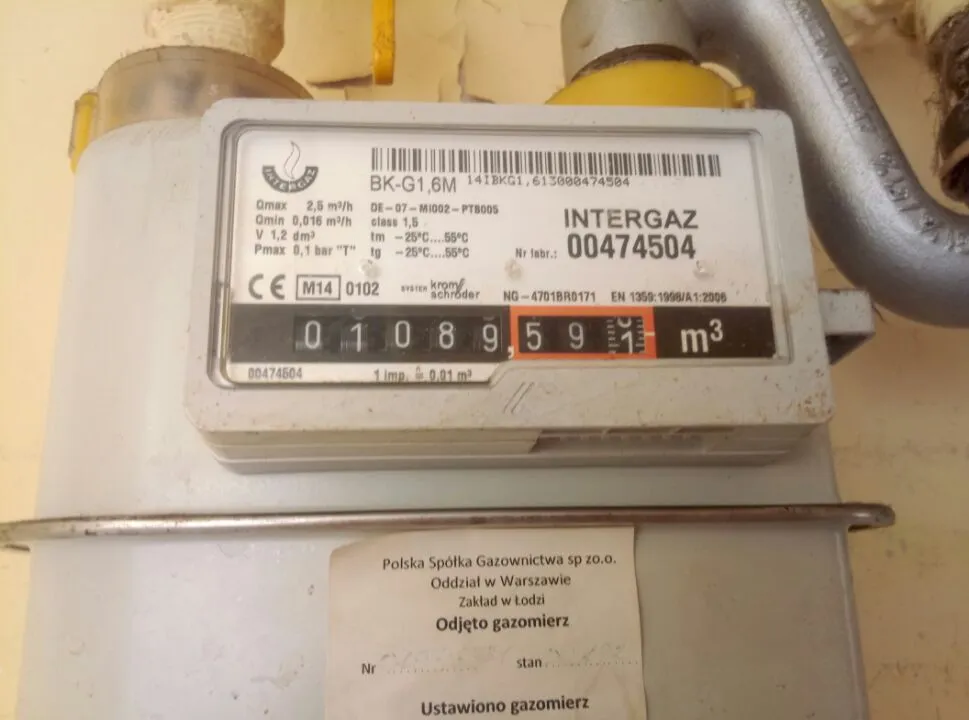 INTERGAZ
BK-G1,6M 14IBKG1,613000474504
Qmax 2,5 m³/h
Qmin 0,016 m³/h
V 1,2 dm³
Pmax 0,1 bar "T"
DE-07-MI002-PTB005
class 1,5
tm -25°C....55°C
tg -25°C....55°C
INTERGAZ
Nr fabr.: 00474504
CE M14 0102 SYSTEM krom/schröder NG-4701BR0171 EN 1359:1998/A1:2006
01089,591 m³
00474504 1 imp. ≙ 0,01 m³
Polska Spółka Gazownictwa sp zo.o.
Oddział w Warszawie
Zakład w Łodzi
Odjęto gazomierz
Nr stan
Ustawiono gazomierz